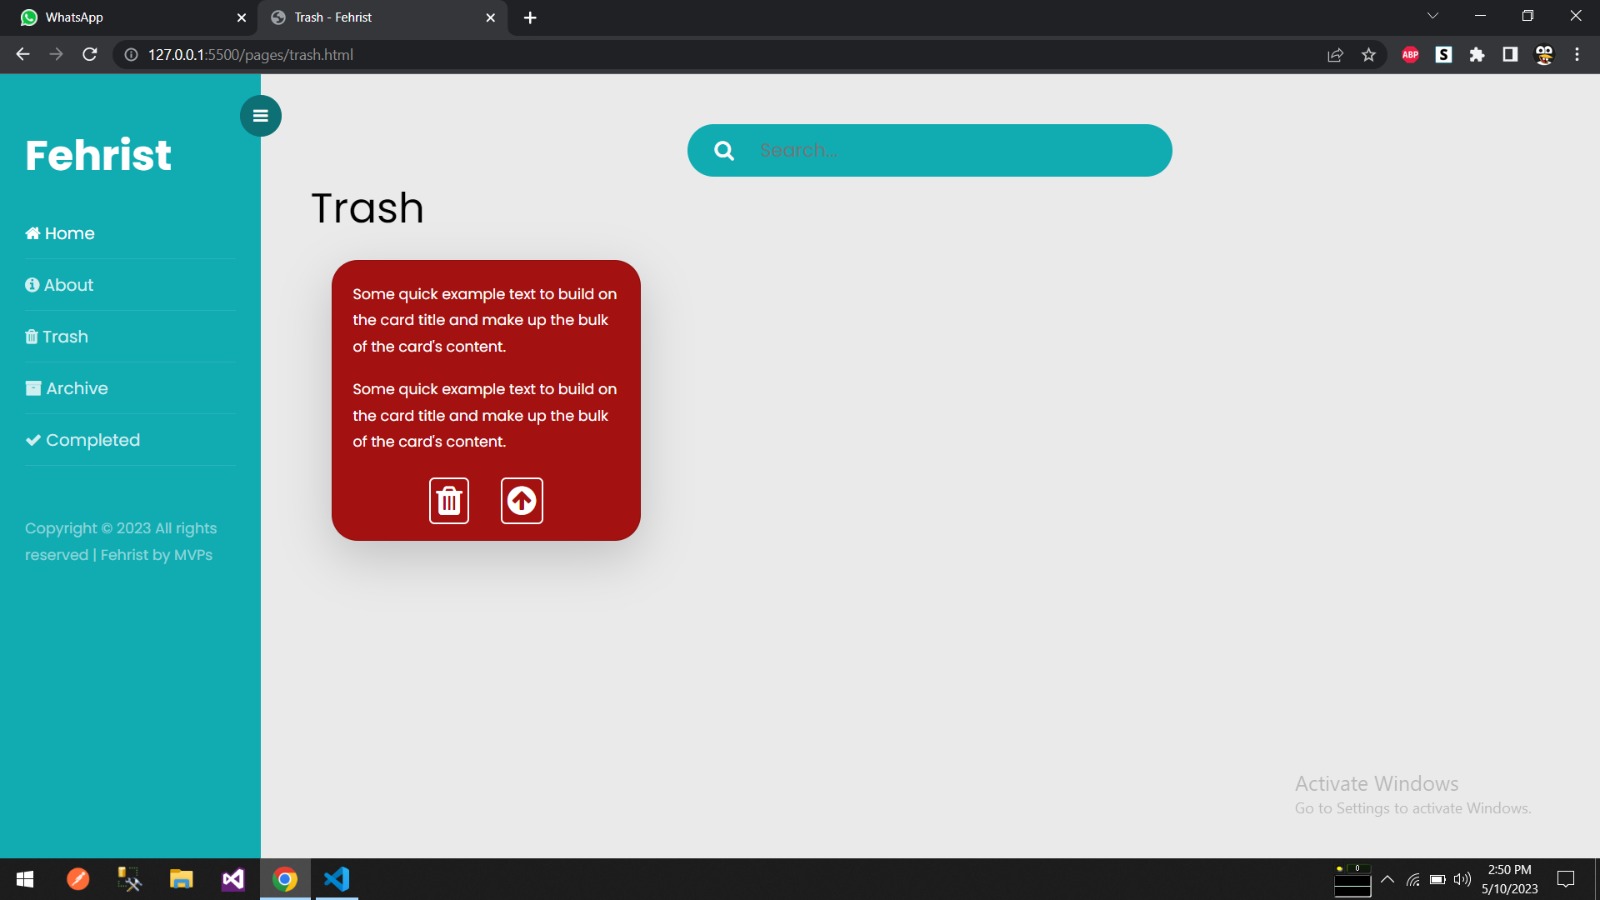 WhatsApp
Trash - Fehrist
127.0.0.1:5500/pages/trash.html
ABP
S
Fehrist
Home
About
Trash
Archive
Completed
Copyright © 2023 All rights
reserved | Fehrist by MVPs
Search...
Trash
Some quick example text to build on
the card title and make up the bulk
of the card's content.
Some quick example text to build on
the card title and make up the bulk
of the card's content.
Activate Windows
Go to Settings to activate Windows.
0
2:50 PM
5/10/2023